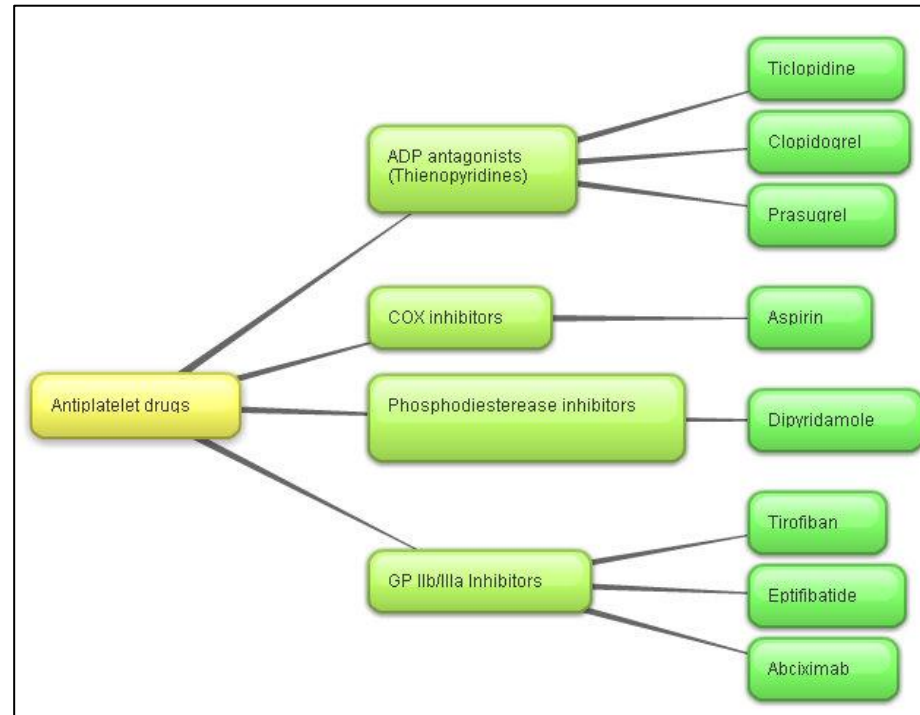 Antiplatelet drugs
ADP antagonists
(Thienopyridines)
Ticlopidine
Clopidogrel
Prasugrel
COX inhibitors
Aspirin
Phosphodiesterease inhibitors
Dipyridamole
GP IIb/IIIa Inhibitors
Tirofiban
Eptifibatide
Abciximab